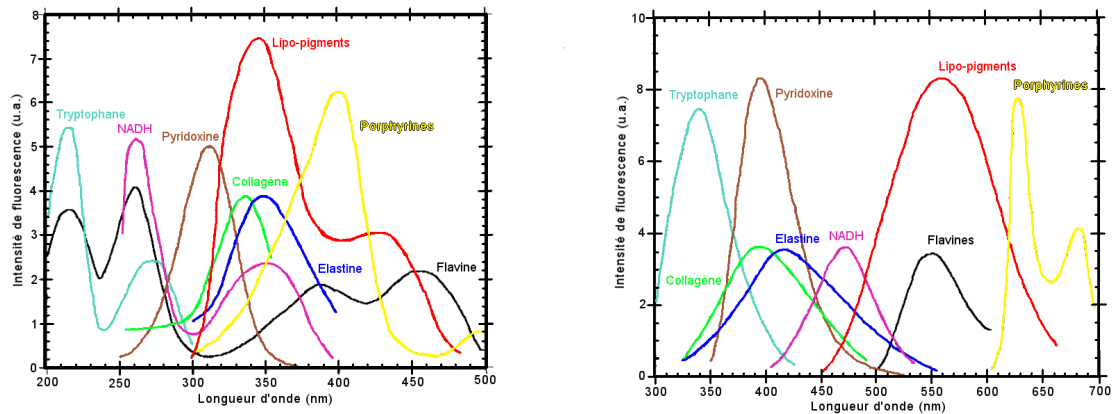 8
7
6
5
4
3
2
1
0
Intensité de fluorescence (u.a.)
Lipo-pigments
Tryptophane
NADH
Pyridoxine
Porphyrines
Collagène
Elastine
Flavine
200 250 300 350 400 450 500
Longueur d'onde (nm)
10
8
6
4
2
0
Intensité de fluorescence (u.a.)
Lipo-pigments
Tryptophane
Pyridoxine
Porphyrines
Elastine
NADH
Flavines
Collagène
300 350 400 450 500 550 600 650 700
Longueur d'onde (nm)